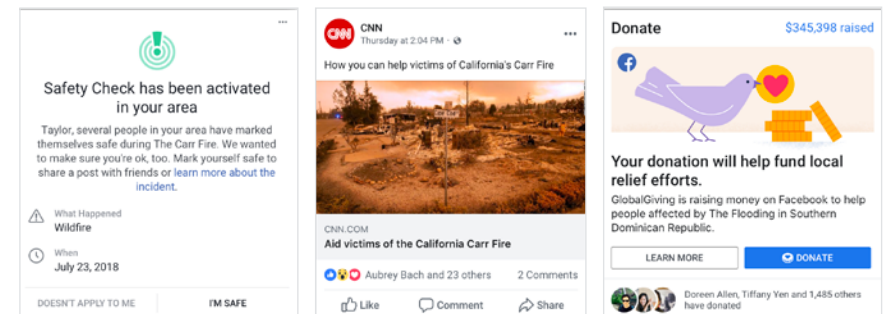 Safety Check has been activated
in your area
Taylor, several people in your area have marked
themselves safe during The Carr Fire. We wanted
to make sure you're ok, too. Mark yourself safe to
share a post with friends or learn more about the
incident.
What Happened
Wildfire
When
July 23, 2018
DOESN'T APPLY TO ME
I'M SAFE
CNN
CNN
Thursday at 2:04 PM ·
How you can help victims of California's Carr Fire
CNN.COM
Aid victims of the California Carr Fire
Aubrey Bach and 23 others
2 Comments
Like
Comment
Share
Donate
$345,398 raised
Your donation will help fund local
relief efforts.
GlobalGiving is raising money on Facebook to help
people affected by The Flooding in Southern
Dominican Republic.
LEARN MORE
DONATE
Doreen Allen, Tiffany Yen and 1,485 others
have donated